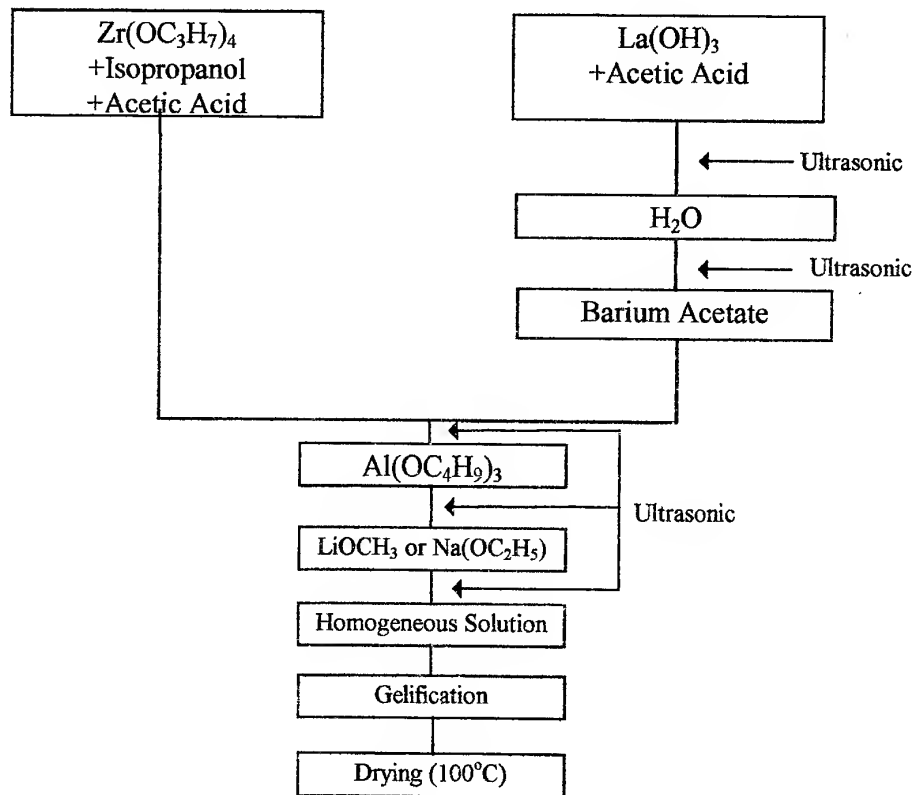 Zr(OC₃H₇)₄
+Isopropanol
+Acetic Acid
La(OH)₃
+Acetic Acid
Ultrasonic
H₂O
Ultrasonic
Barium Acetate
Al(OC₄H₉)₃
Ultrasonic
LiOCH₃ or Na(OC₂H₅)
Homogeneous Solution
Gelification
Drying (100°C)